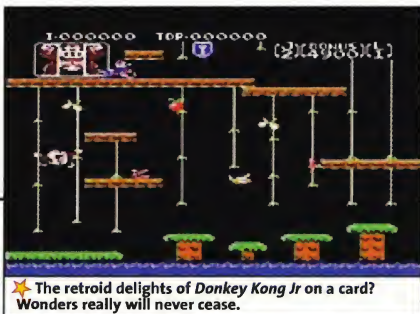 I-000000 TOP-000000
The retroid delights of Donkey Kong Jr on a card?
Wonders really will never cease.